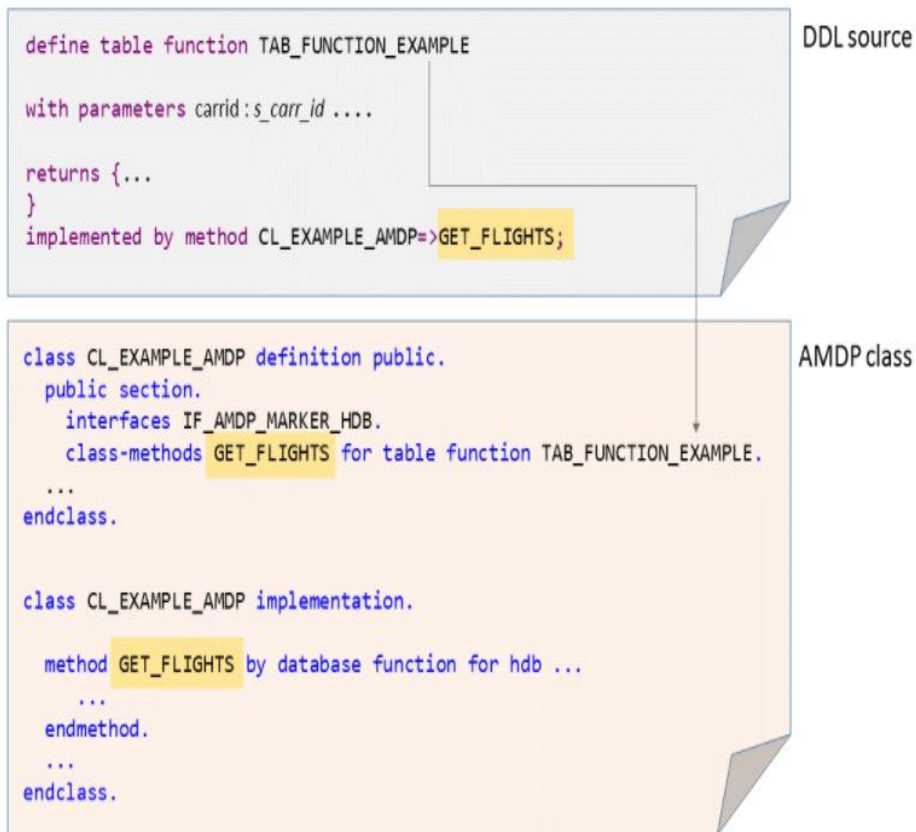 DDL source
define table function TAB_FUNCTION_EXAMPLE
with parameters carrid : s_carr_id ....
returns {...
}
implemented by method CL_EXAMPLE_AMDP=>GET_FLIGHTS;
AMDP class
class CL_EXAMPLE_AMDP definition public.
public section.
interfaces IF_AMDP_MARKER_HDB.
class-methods GET_FLIGHTS for table function TAB_FUNCTION_EXAMPLE.
...
endclass.
class CL_EXAMPLE_AMDP implementation.
method GET_FLIGHTS by database function for hdb ...
...
endmethod.
...
endclass.